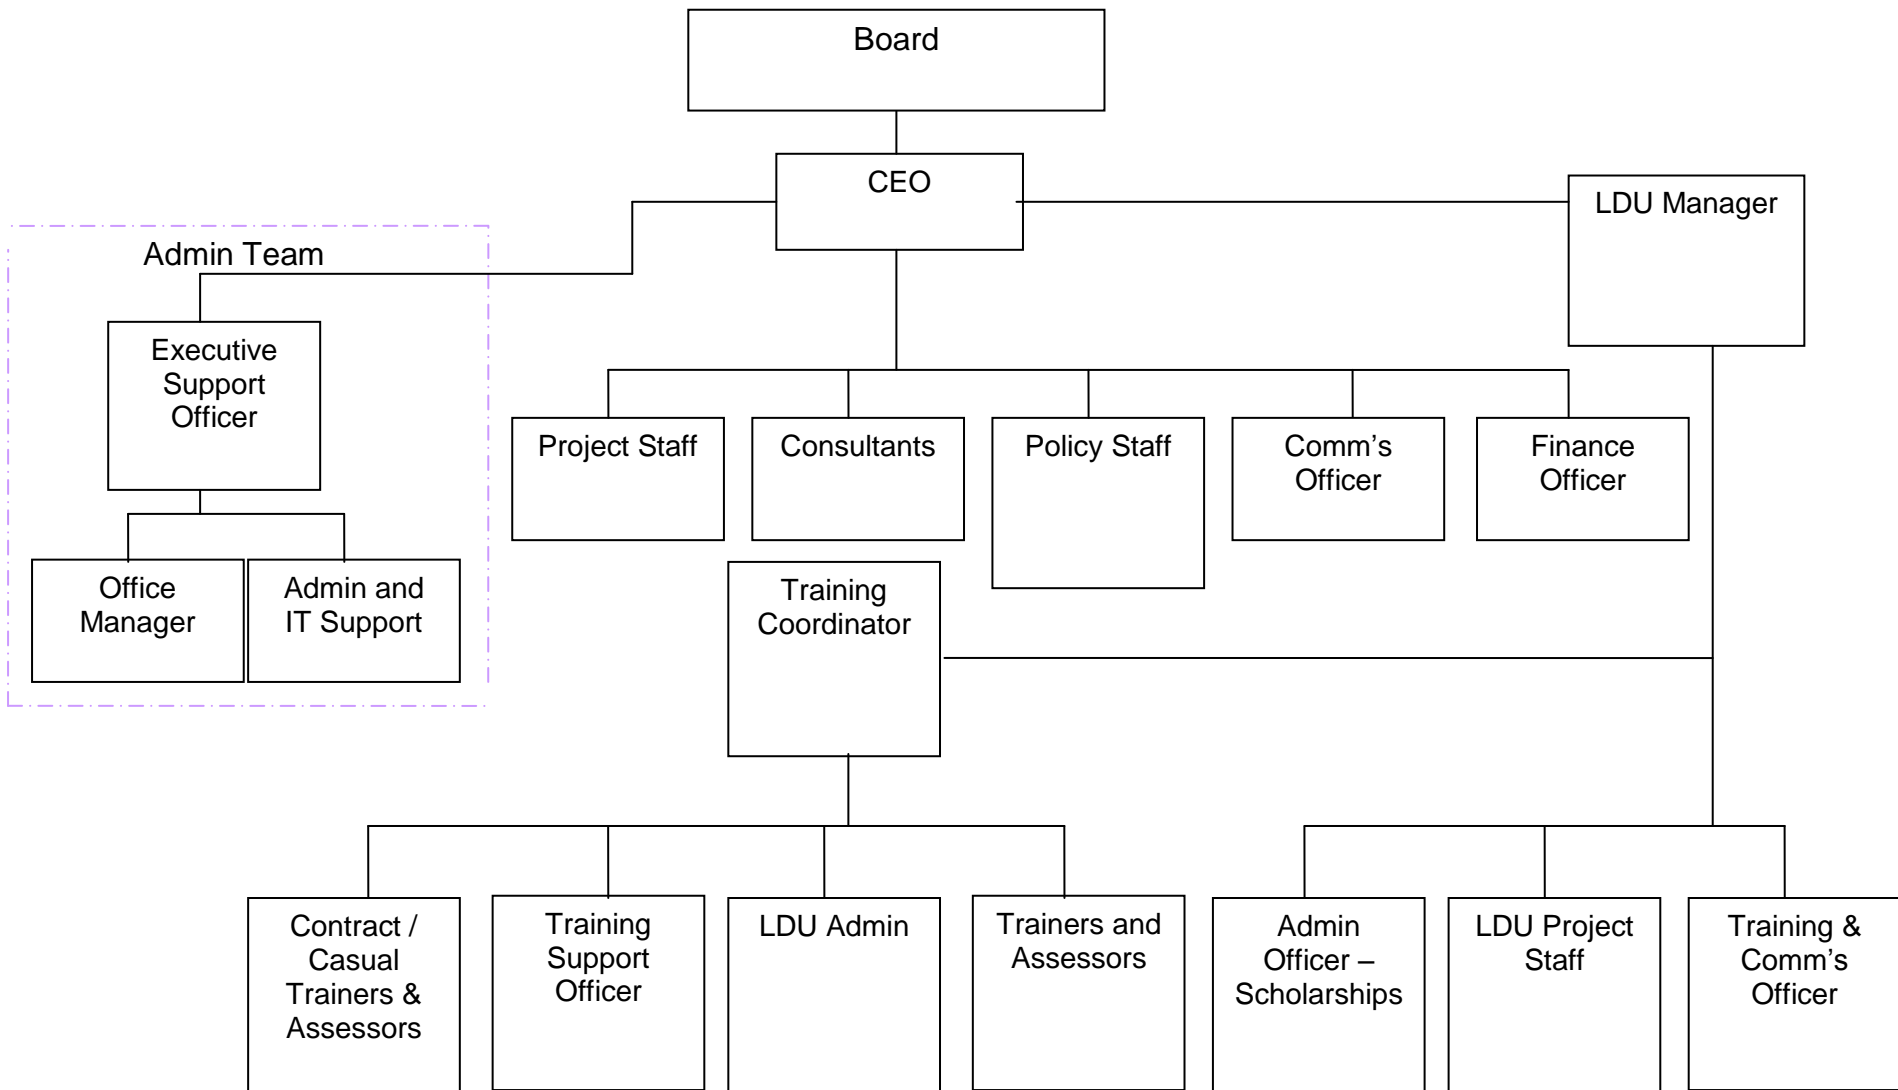 Board
CEO
LDU Manager
Admin Team
Executive
Support
Officer
Project Staff
Consultants
Policy Staff
Comm’s
Officer
Finance
Officer
Office
Manager
Admin and
IT Support
Training
Coordinator
Contract /
Casual
Trainers &
Assessors
Training
Support
Officer
LDU Admin
Trainers and
Assessors
Admin
Officer –
Scholarships
LDU Project
Staff
Training &
Comm’s
Officer